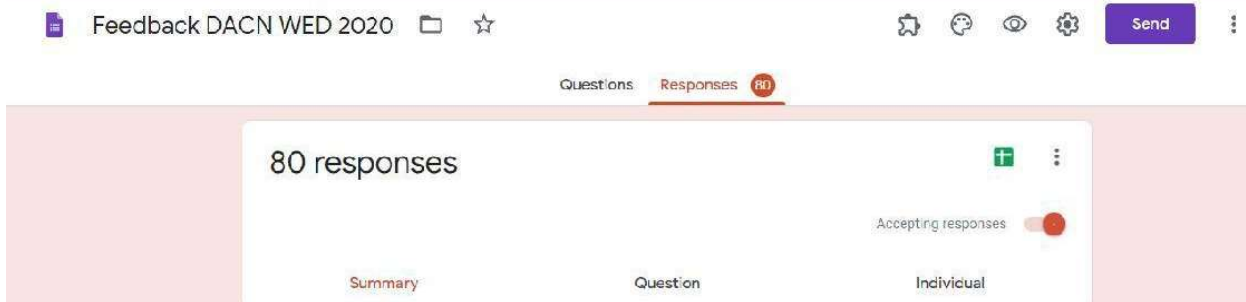 Feedback DACN WED 2020 Send
Questions Responses 80
80 responses
Accepting responses
Summary Question Individual